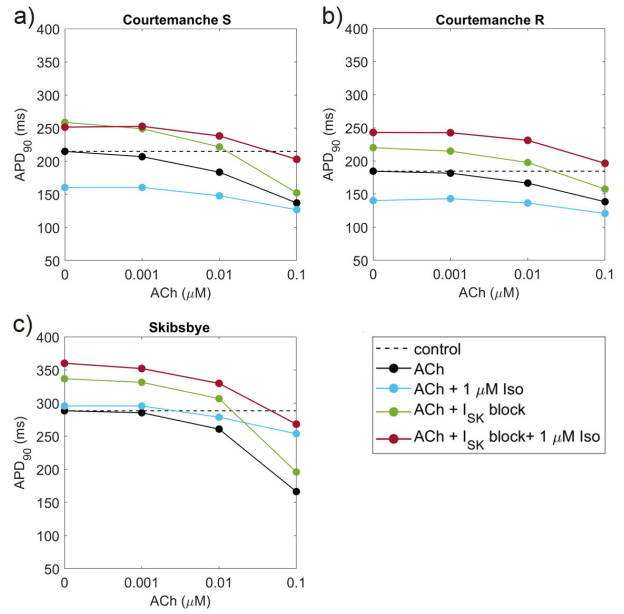 a)
Courtemanche S
APD90 (ms)
400
350
300
250
200
150
100
50
0
0.001
0.01
0.1
ACh (μM)
b)
Courtemanche R
APD90 (ms)
400
350
300
250
200
150
100
50
0
0.001
0.01
0.1
ACh (μM)
c)
Skibsbye
APD90 (ms)
400
350
300
250
200
150
100
50
0
0.001
0.01
0.1
ACh (μM)
control
ACh
ACh + 1 μM Iso
ACh + ISK block
ACh + ISK block+ 1 μM Iso